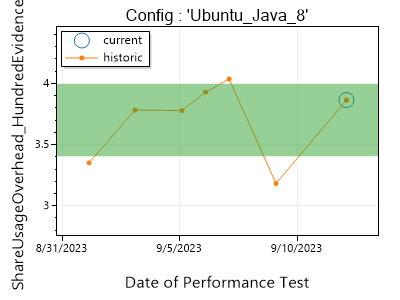 Config : 'Ubuntu_Java_8'
current
historic
4
3.5
3
8/31/2023
9/5/2023
9/10/2023
Date of Performance Test
ShareUsageOverhead_HundredEvidence